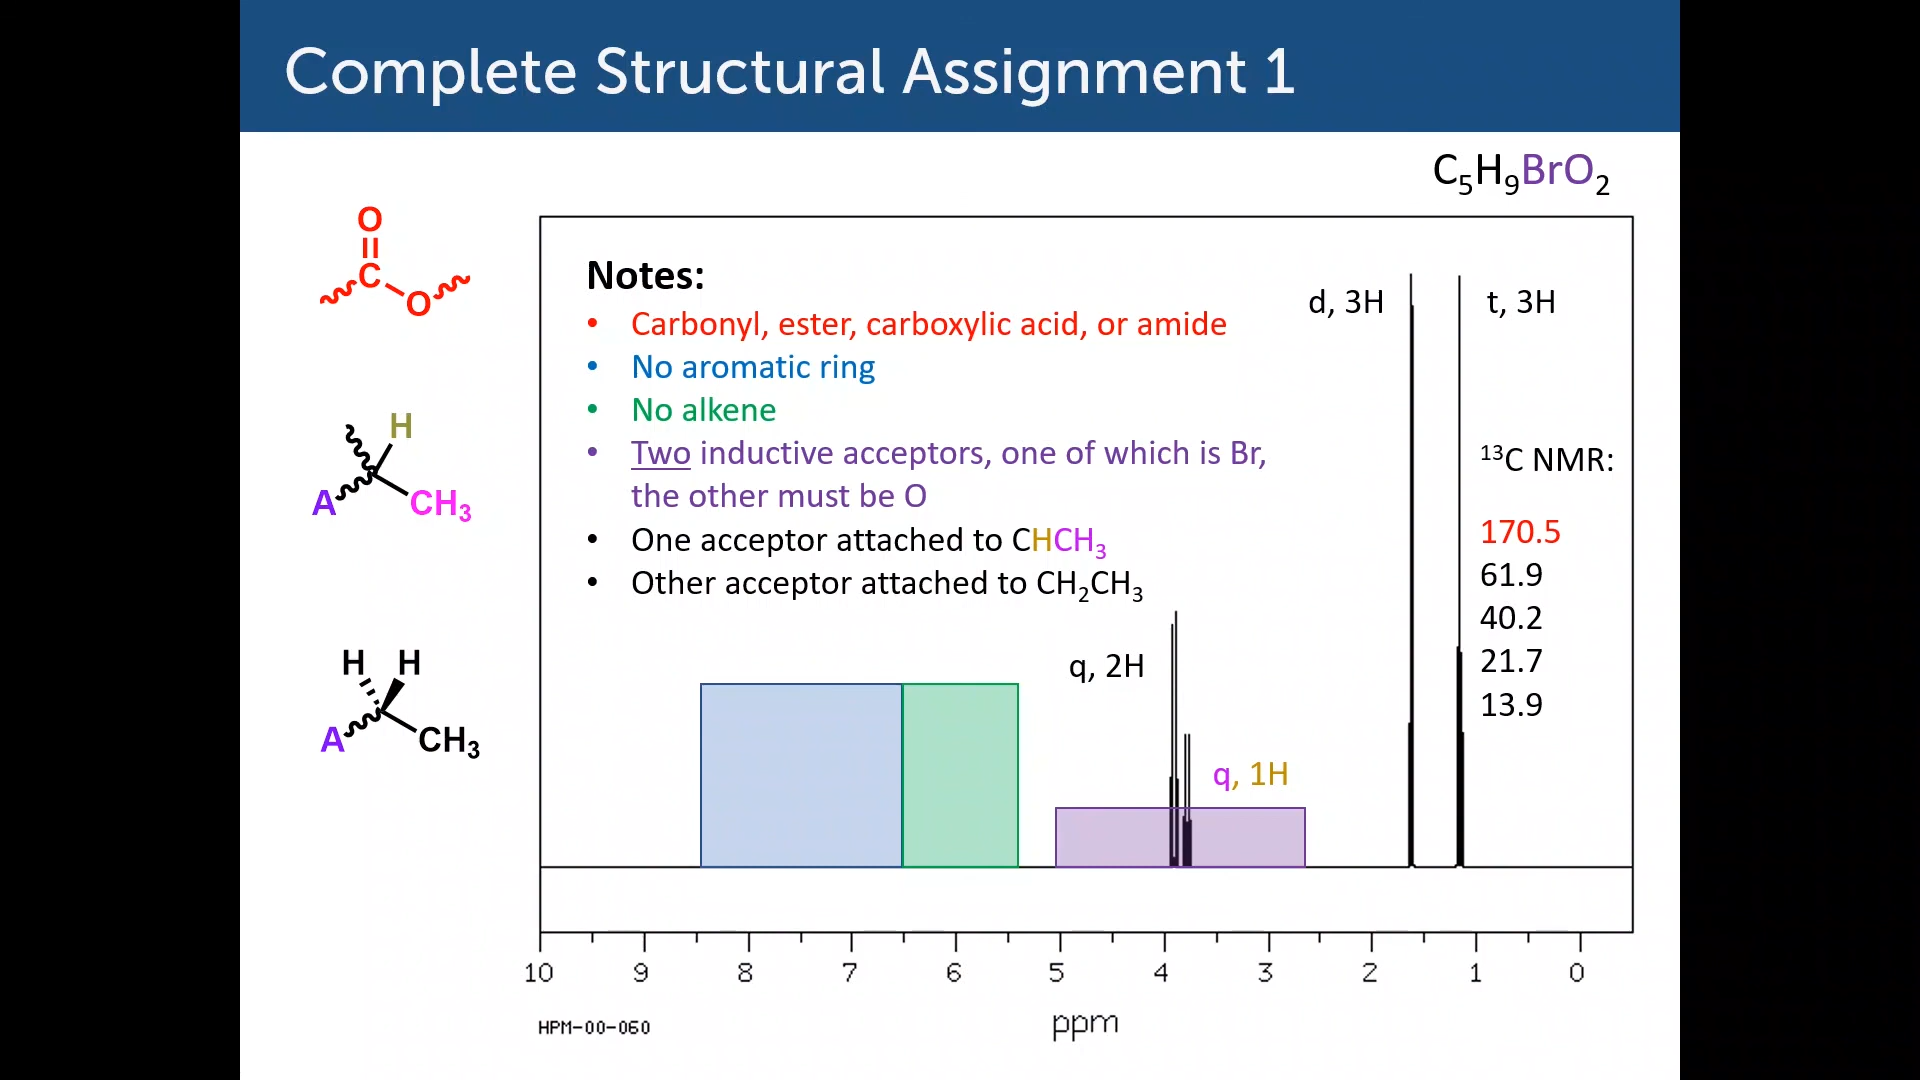 Complete Structural Assignment 1
C₅H₉BrO₂
O
C
O
Notes:
• Carbonyl, ester, carboxylic acid, or amide
• No aromatic ring
• No alkene
• Two inductive acceptors, one of which is Br,
the other must be O
• One acceptor attached to CHCH₃
• Other acceptor attached to CH₂CH₃
d, 3H
t, 3H
H
A
CH₃
¹³C NMR:
170.5
61.9
40.2
21.7
13.9
H H
A
CH₃
q, 2H
q, 1H
10 9 8 7 6 5 4 3 2 1 0
HPM-00-060
ppm